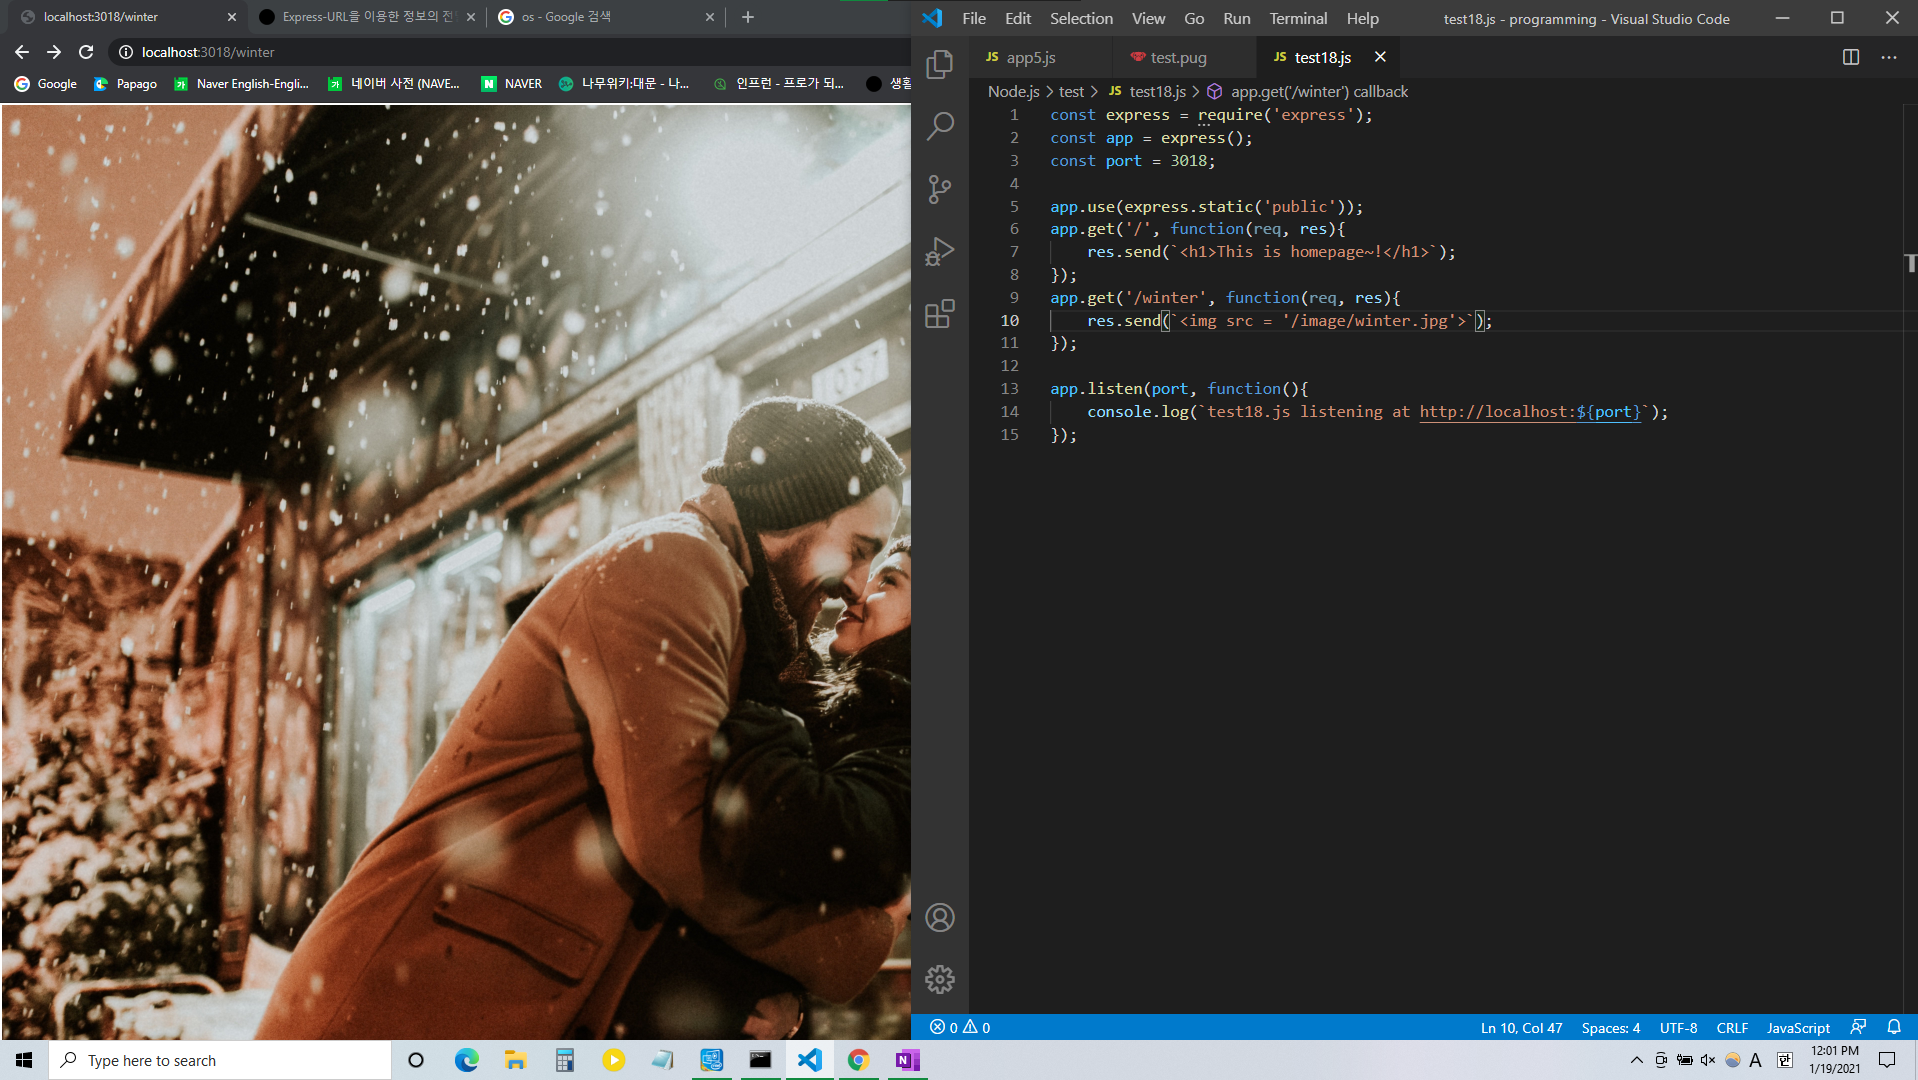 localhost:3018/winter
Express-URL을 이용한 정보의 전
os - Google 검색
localhost:3018/winter
Google
Papago
Naver English-Engli...
네이버 사전 (NAVE...
NAVER
나무위키:대문 - 나...
인프런 - 프로가 되...
생활
1057
File Edit Selection View Go Run Terminal Help
test18.js - programming - Visual Studio Code
JS app5.js
test.pug
JS test18.js
Node.js > test > JS test18.js > app.get('/winter') callback
1 const express = require('express');
2 const app = express();
3 const port = 3018;
4
5 app.use(express.static('public'));
6 app.get('/', function(req, res){
7 res.send(`<h1>This is homepage~!</h1>`);
8 });
9 app.get('/winter', function(req, res){
10 res.send(`<img src = '/image/winter.jpg'>`);
11 });
12
13 app.listen(port, function(){
14 console.log(`test18.js listening at http://localhost:${port}`);
15 });
0 0
Ln 10, Col 47 Spaces: 4 UTF-8 CRLF JavaScript
Type here to search
A 한
12:01 PM
1/19/2021